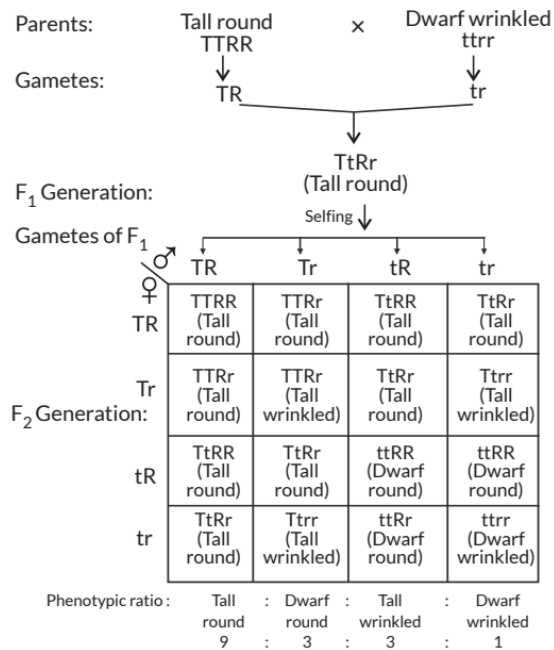 Parents: Tall round × Dwarf wrinkled
TTRR ttrr
Gametes: TR tr
TtRr
F₁ Generation: (Tall round)
Selfing
Gametes of F₁
♂ TR Tr tR tr
♀
TR TTRR TTRr TtRR TtRr
(Tall (Tall (Tall (Tall
round) round) round) round)
Tr TTRr TTRr TtRr Ttrr
(Tall (Tall (Tall (Tall
F₂ Generation: round) wrinkled) round) wrinkled)
tR TtRR TtRr ttRR ttRR
(Tall (Tall (Dwarf (Dwarf
round) round) round) round)
tr TtRr Ttrr ttRr ttrr
(Tall (Tall (Dwarf (Dwarf
round) wrinkled) round) wrinkled)
Phenotypic ratio : Tall : Dwarf : Tall : Dwarf
round round wrinkled wrinkled
9 : 3 : 3 : 1